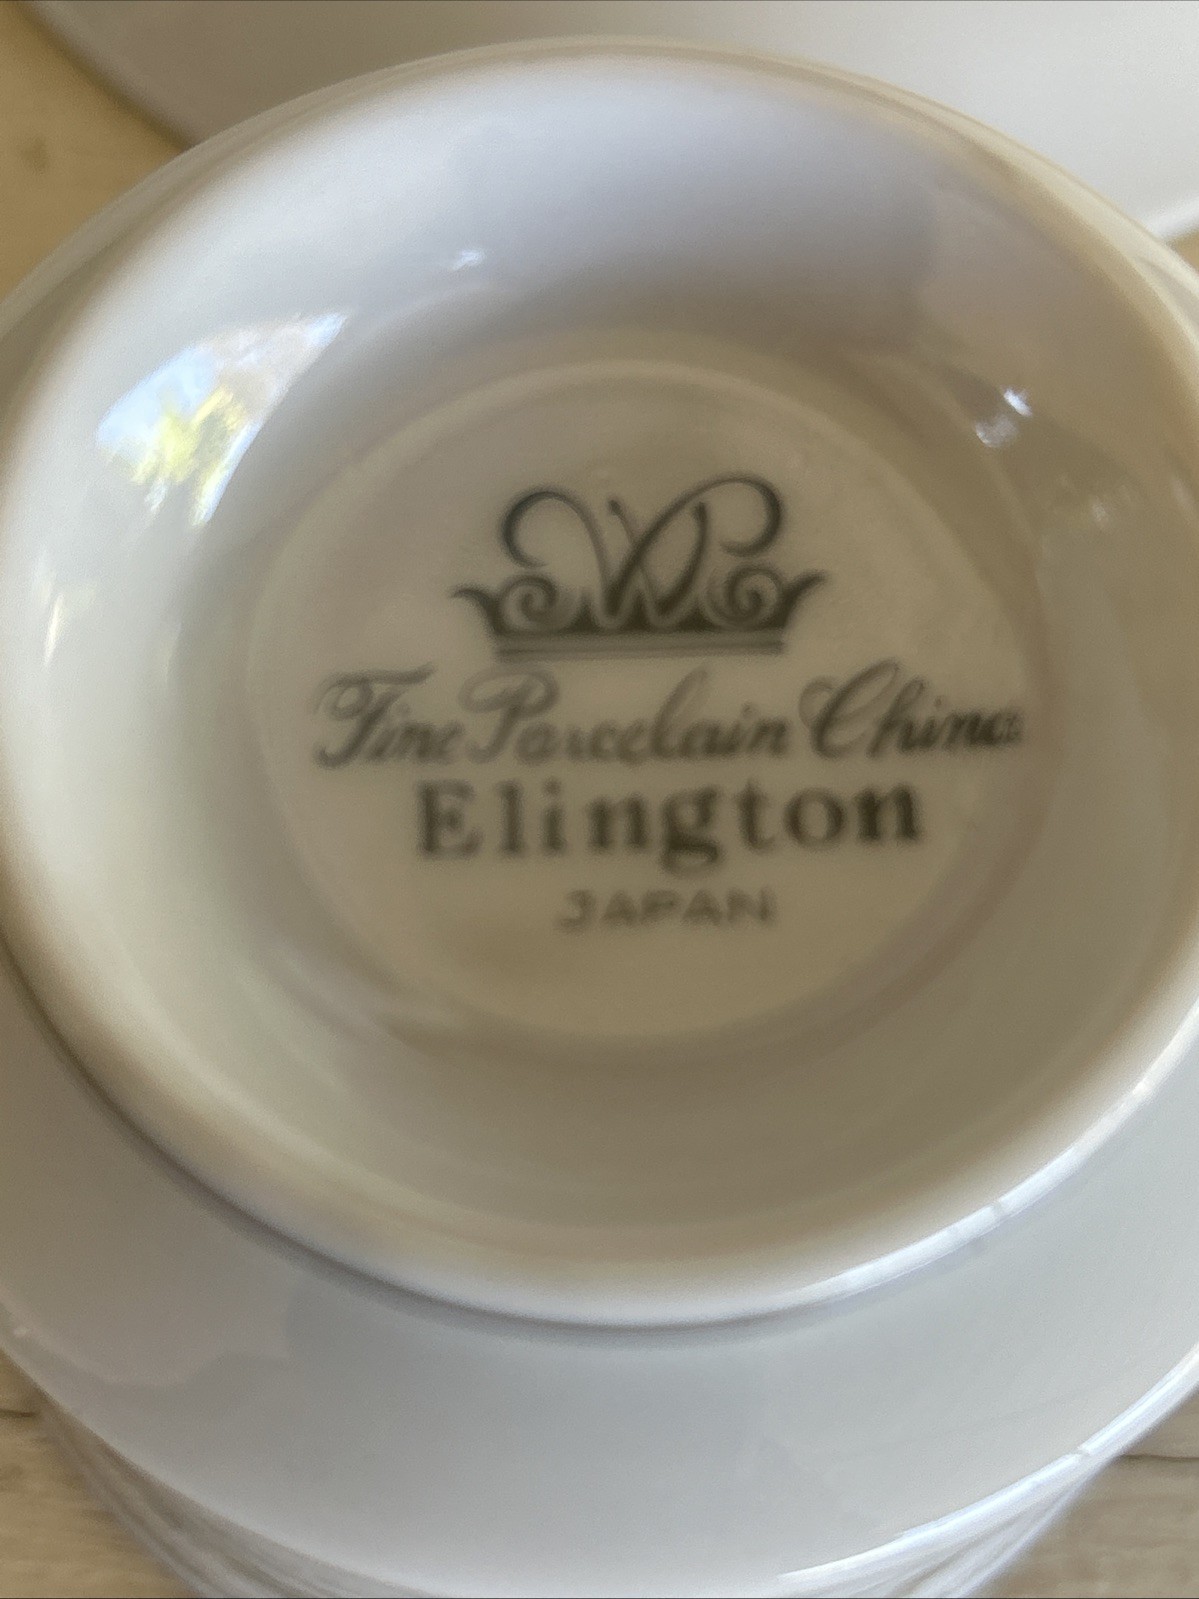 W
Fine Porcelain China
Elington
JAPAN